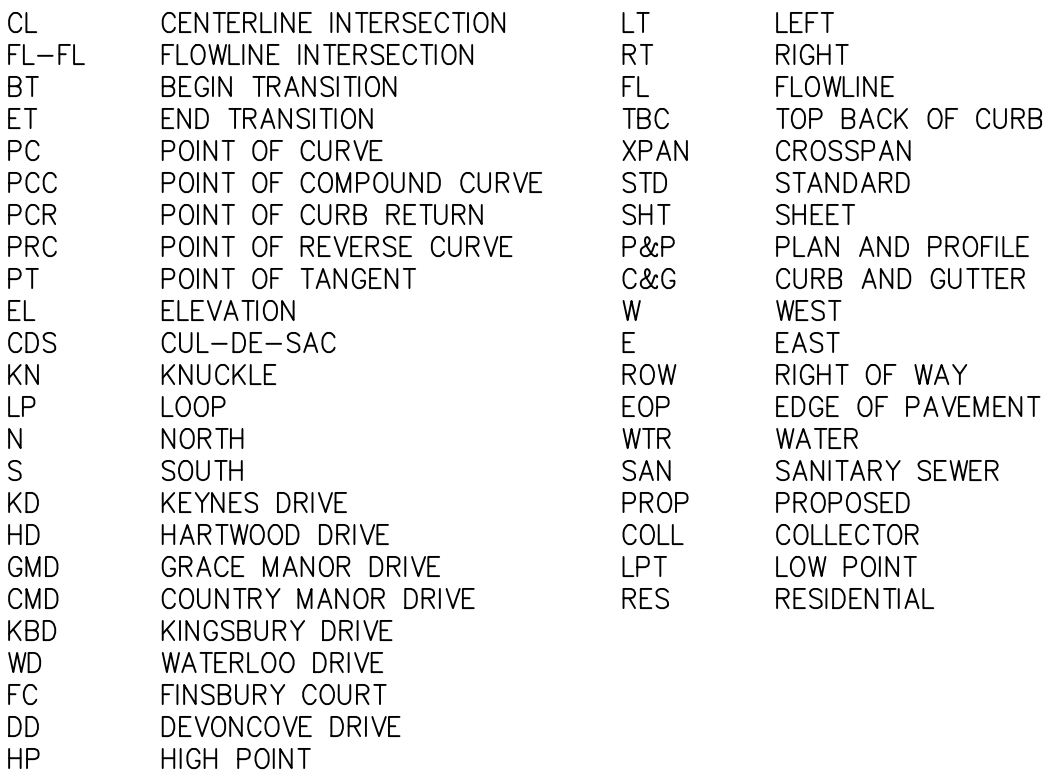 CL CENTERLINE INTERSECTION
FL-FL FLOWLINE INTERSECTION
BT BEGIN TRANSITION
ET END TRANSITION
PC POINT OF CURVE
PCC POINT OF COMPOUND CURVE
PCR POINT OF CURB RETURN
PRC POINT OF REVERSE CURVE
PT POINT OF TANGENT
EL ELEVATION
CDS CUL-DE-SAC
KN KNUCKLE
LP LOOP
N NORTH
S SOUTH
KD KEYNES DRIVE
HD HARTWOOD DRIVE
GMD GRACE MANOR DRIVE
CMD COUNTRY MANOR DRIVE
KBD KINGSBURY DRIVE
WD WATERLOO DRIVE
FC FINSBURY COURT
DD DEVONCOVE DRIVE
HP HIGH POINT
LT LEFT
RT RIGHT
FL FLOWLINE
TBC TOP BACK OF CURB
XPAN CROSSPAN
STD STANDARD
SHT SHEET
P&P PLAN AND PROFILE
C&G CURB AND GUTTER
W WEST
E EAST
ROW RIGHT OF WAY
EOP EDGE OF PAVEMENT
WTR WATER
SAN SANITARY SEWER
PROP PROPOSED
COLL COLLECTOR
LPT LOW POINT
RES RESIDENTIAL